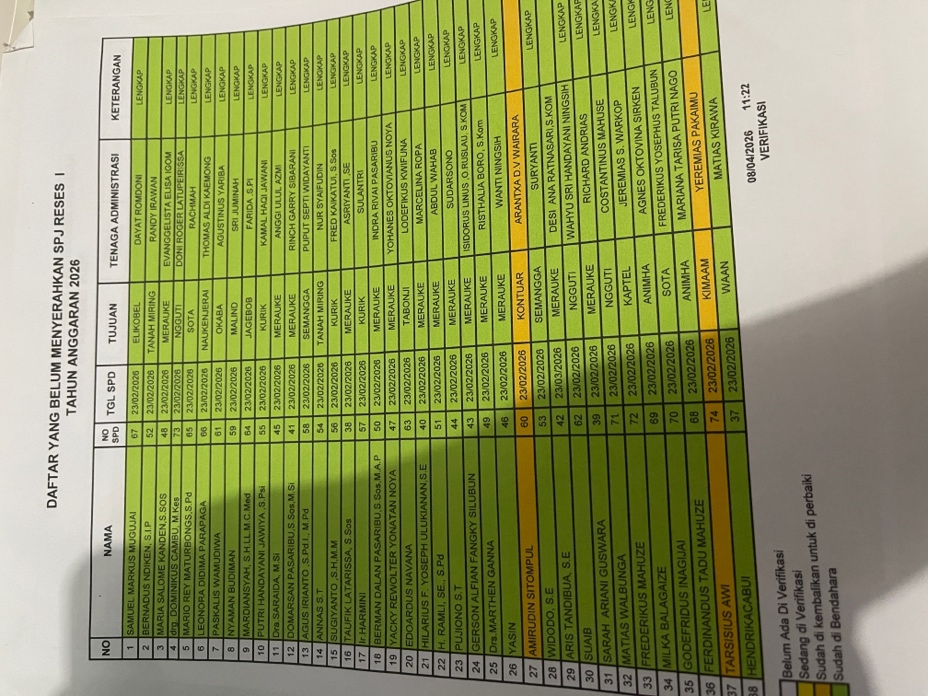 DAFTAR YANG BELUM MENYERAHKAN SPJ RESES I
TAHUN ANGGARAN 2026
NO NAMA NO SPD TGL SPD TUJUAN TENAGA ADMINISTRASI KETERANGAN
1 SAMUEL MARKUS MUGUJAI 67 23/02/2026 ELIKOBEL DAYAT ROMDONI LENGKAP
2 BERNADUS NDIKEN, S.I.P 52 23/02/2026 TANAH MIRING RANDY IRAWAN
3 MARIA SALOME KANDEN,S.SOS 48 23/02/2026 MERAUKE EVANGGELISTA ELISA IGOM LENGKAP
4 drg. DOMINIKUS CAMBU, M.Kes 73 23/02/2026 NGGUTI DONI ROGER LATUPEIRISSA LENGKAP
5 MARIO REY MATURBONGS,S.Pd 65 23/02/2026 SOTA RACHMAH LENGKAP
6 LEONORA DIDIMA PARAPAGA 66 23/02/2026 NAUKENJERAI THOMAS ALDI KAEMONG LENGKAP
7 PASKALIS WAMUDIWA 61 23/02/2026 OKABA AGUSTINUS YARIBA LENGKAP
8 NYAMAN BUDIMAN 59 23/02/2026 MALIND SRI JUMINAH LENGKAP
9 MARDIANSYAH, S.H.LL.M.C.Med 64 23/02/2026 JAGEBOB FARIDA, S.PI LENGKAP
10 PUTRI HANDAYANI JAWIYA ,Psi 55 23/02/2026 KURIK KAMAL HAQI JAWANI LENGKAP
11 Dra.SARAIDA, M.Si 45 23/02/2026 MERAUKE ANGGI ULUL AZMI LENGKAP
12 DOMARSAN PASARIBU,S.Sos,M.Si 41 23/02/2026 MERAUKE RINCH GARRY SIBARANI LENGKAP
13 AGUS IRIANTO, S.Pd.I., M.Pd 58 23/02/2026 SEMANGGA PUPUT SEPTI WIDAYANTI LENGKAP
14 ANNAS S.T 54 23/02/2026 TANAH MIRING NUR SYAIFUDIN LENGKAP
15 SUGIYANTO, S.H,M.M 56 23/02/2026 KURIK FRED KAIKATUI, S.Sos LENGKAP
16 TAUFIK LATARISSA, S.Sos 38 23/02/2026 MERAUKE ASRIYANTI ,SE LENGKAP
17 H.HARMINI 57 23/02/2026 KURIK SULANTRI LENGKAP
18 BERMAN DALAN PASARIBU,S.Sos,M.A.P 50 23/02/2026 MERAUKE INDRA RIVAI PASARIBU LENGKAP
19 YACKY REWOLTER YONATAN NOYA 47 23/02/2026 MERAUKE YOHANES OKTOVIANUS NOYA LENGKAP
20 EDOARDUS NAVANA 63 23/02/2026 TABONJI LODEFIKUS KWIFUNA LENGKAP
21 HILARIUS F. YOSEPH ULUKIANAN,S.E 40 23/02/2026 MERAUKE MARCELINA ROPA LENGKAP
22 H. RAMLI, SE., S.Pd 51 23/02/2026 MERAUKE ABDUL WAHAB LENGKAP
23 PUJIONO S.T 44 23/02/2026 MERAUKE SUDARSONO LENGKAP
24 GERSON ALFIAN FANGKY SILUBUN 43 23/02/2026 MERAUKE ISIDORUS LINUS ,O.RUSLAU. S.KOM LENGKAP
25 Drs.MARTHEN GANNA 49 23/02/2026 MERAUKE RISTHALIA BORO, S.Kom LENGKAP
26 YASIN 46 23/02/2026 MERAUKE WANTI NINGSIH LENGKAP
27 AMIRUDIN SITOMPUL 60 23/02/2026 KONTUAR ARANTXA D V WAIRARA
28 WIDODO. S.E 53 23/02/2026 SEMANGGA SURYANTI LENGKAP
29 ARIS TANDIBUA, S.E 42 23/03/2026 MERAUKE DESI ANA RATNASARI,S.KOM
30 SUAIB 62 23/02/2026 NGGUTI WAHYU SRI HANDAYANI NINGSIH LENGKAP
31 SARAH ARIANI GUSWARA 39 23/02/2026 MERAUKE RICHARD ANDRIAS
32 MATIAS WALBUNGA 71 23/02/2026 NGGUTI COSTANTINUS MAHUSE
33 FREDERIKUS MAHUZE 72 23/02/2026 KAPTEL JEREMIAS S. WARKOP
34 MILKA BALAGAIZE 69 23/02/2026 ANIMHA AGNES OKTOVINA SIRKEN
35 GODEFRIDUS INAGIJAI 70 23/02/2026 SOTA FREDERIKUS YOSEPHUS TALUBUN
36 FERDINANDUS TADU MAHUZE 68 23/02/2026 ANIMHA MARIANA TARISA PUTRI NAGO
37 TARSISIUS AWI 74 23/02/2026 KIMAAM YEREMIAS PAKAIMU
38 HENDRIKACABUI 37 23/02/2026 WAAN MATIAS KIRAWA
Belum Ada Di Verifikasi
Sedang di Verifikasi
Sudah di kembalikan untuk di perbaiki
Sudah di Bendahara
08/04/2026 11:22
VERIFIKASI